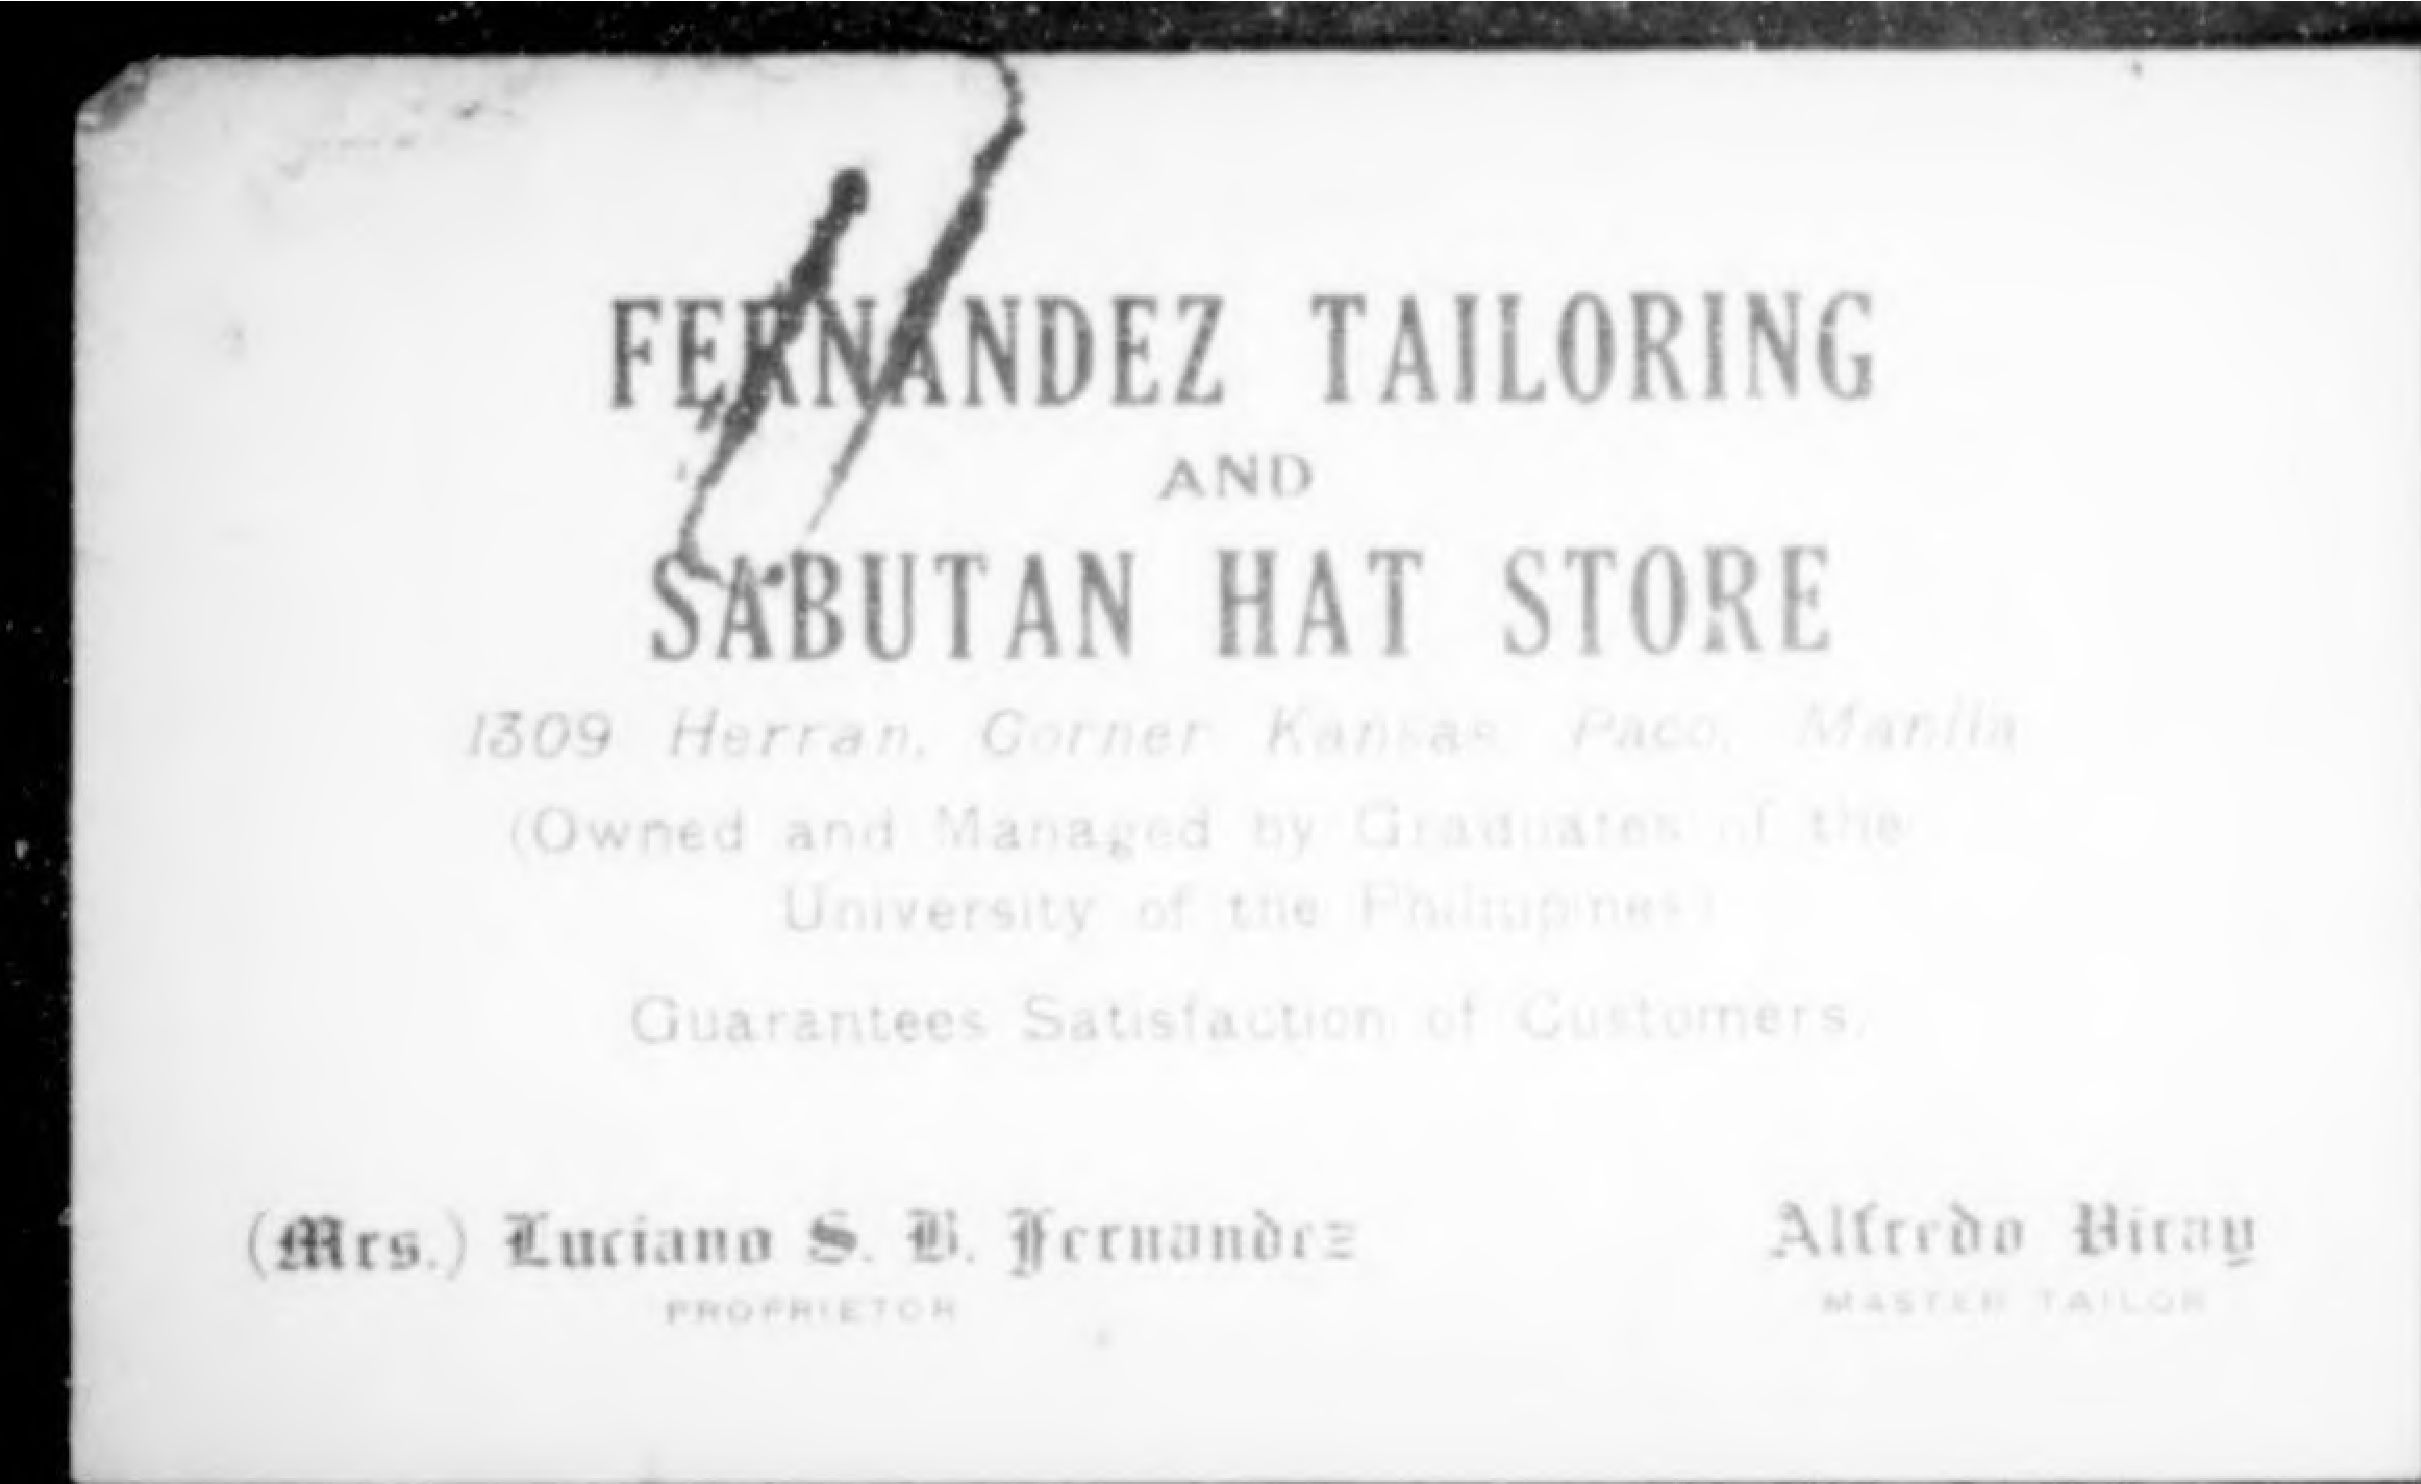 FERNANDEZ TAILORING
AND
SABUTAN HAT STORE
1309 Herran, Corner Kansas Paco, Manila
(Owned and Managed by Graduates of the
University of the Philippines)
Guarantees Satisfaction of Customers.
(Mrs.) Luciano S. B. Fernandez
PROPRIETOR
Alfredo Viray
MASTER TAILOR